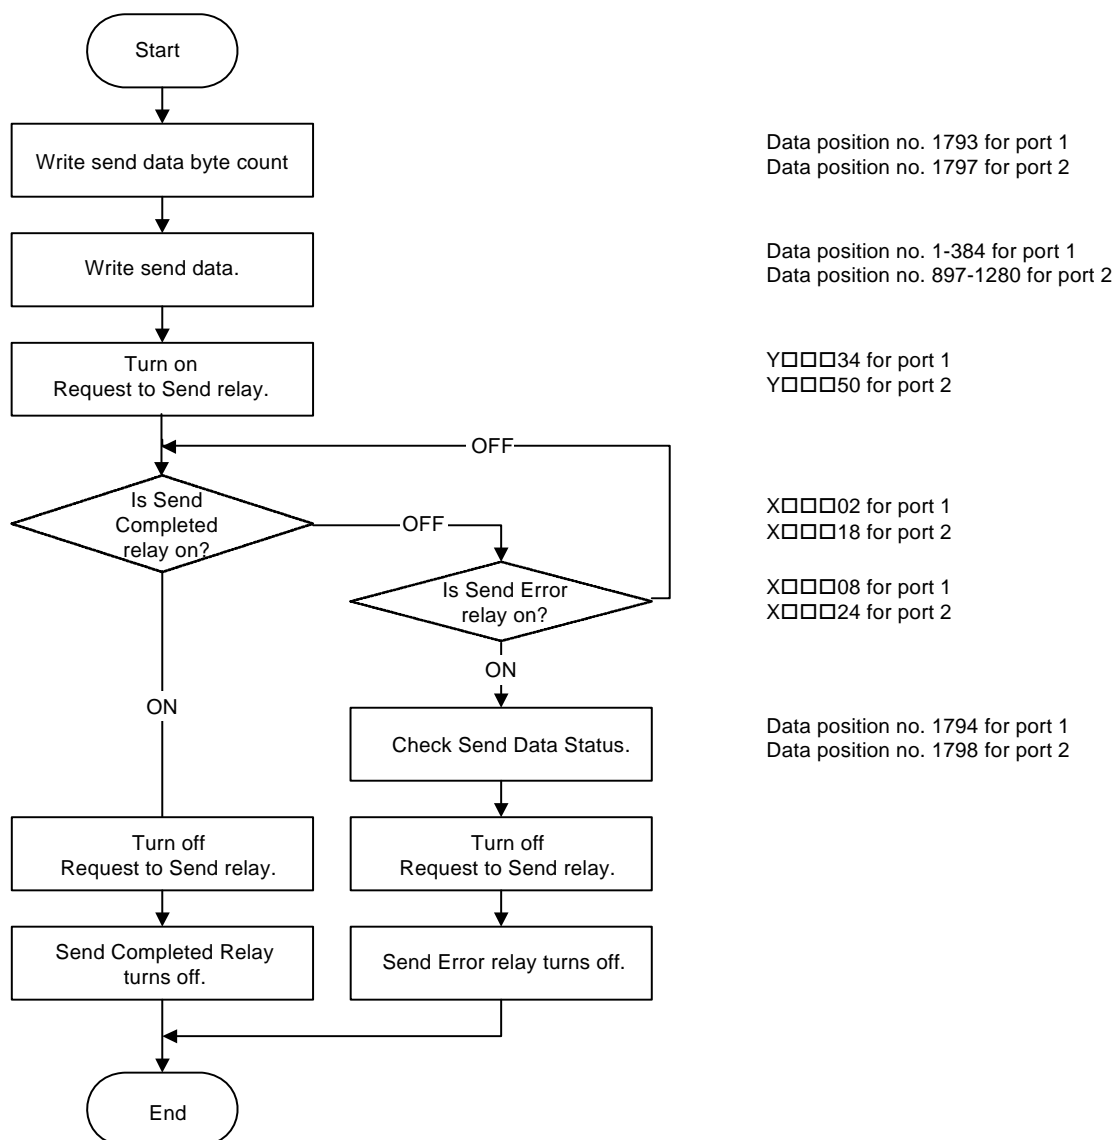 Start
Write send data byte count
Data position no. 1793 for port 1
Data position no. 1797 for port 2
Write send data.
Data position no. 1-384 for port 1
Data position no. 897-1280 for port 2
Turn on
Request to Send relay.
Y□□□34 for port 1
Y□□□50 for port 2
OFF
Is Send
Completed
relay on?
OFF
X□□□02 for port 1
X□□□18 for port 2
Is Send Error
relay on?
X□□□08 for port 1
X□□□24 for port 2
ON
ON
Check Send Data Status.
Data position no. 1794 for port 1
Data position no. 1798 for port 2
Turn off
Request to Send relay.
Turn off
Request to Send relay.
Send Completed Relay
turns off.
Send Error relay turns off.
End